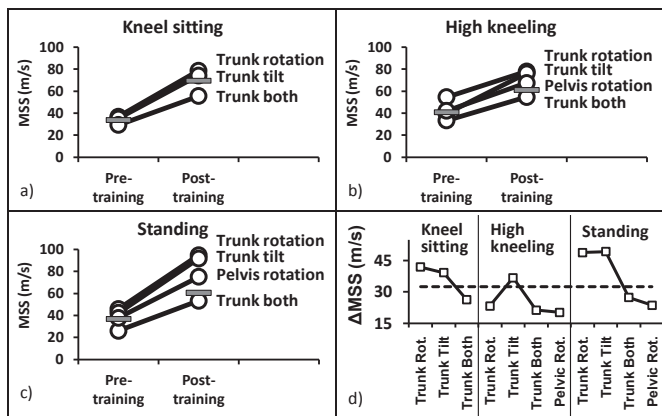 Kneel sitting
MSS (m/s)
100
80
60
40
20
0
Trunk rotation
Trunk tilt
Trunk both
Pre-
training
Post-
training
a)
High kneeling
MSS (m/s)
100
80
60
40
20
0
Trunk rotation
Trunk tilt
Pelvis rotation
Trunk both
Pre-
training
Post-
training
b)
Standing
MSS (m/s)
100
80
60
40
20
0
Trunk rotation
Trunk tilt
Pelvis rotation
Trunk both
Pre-
training
Post-
training
c)
Kneel
sitting
High
kneeling
Standing
ΔMSS (m/s)
45
30
15
Trunk Rot.
Trunk Tilt
Trunk Both
Trunk Rot.
Trunk Tilt
Trunk Both
Pelvic Rot.
Trunk Rot.
Trunk Tilt
Trunk Both
Pelvic Rot.
d)